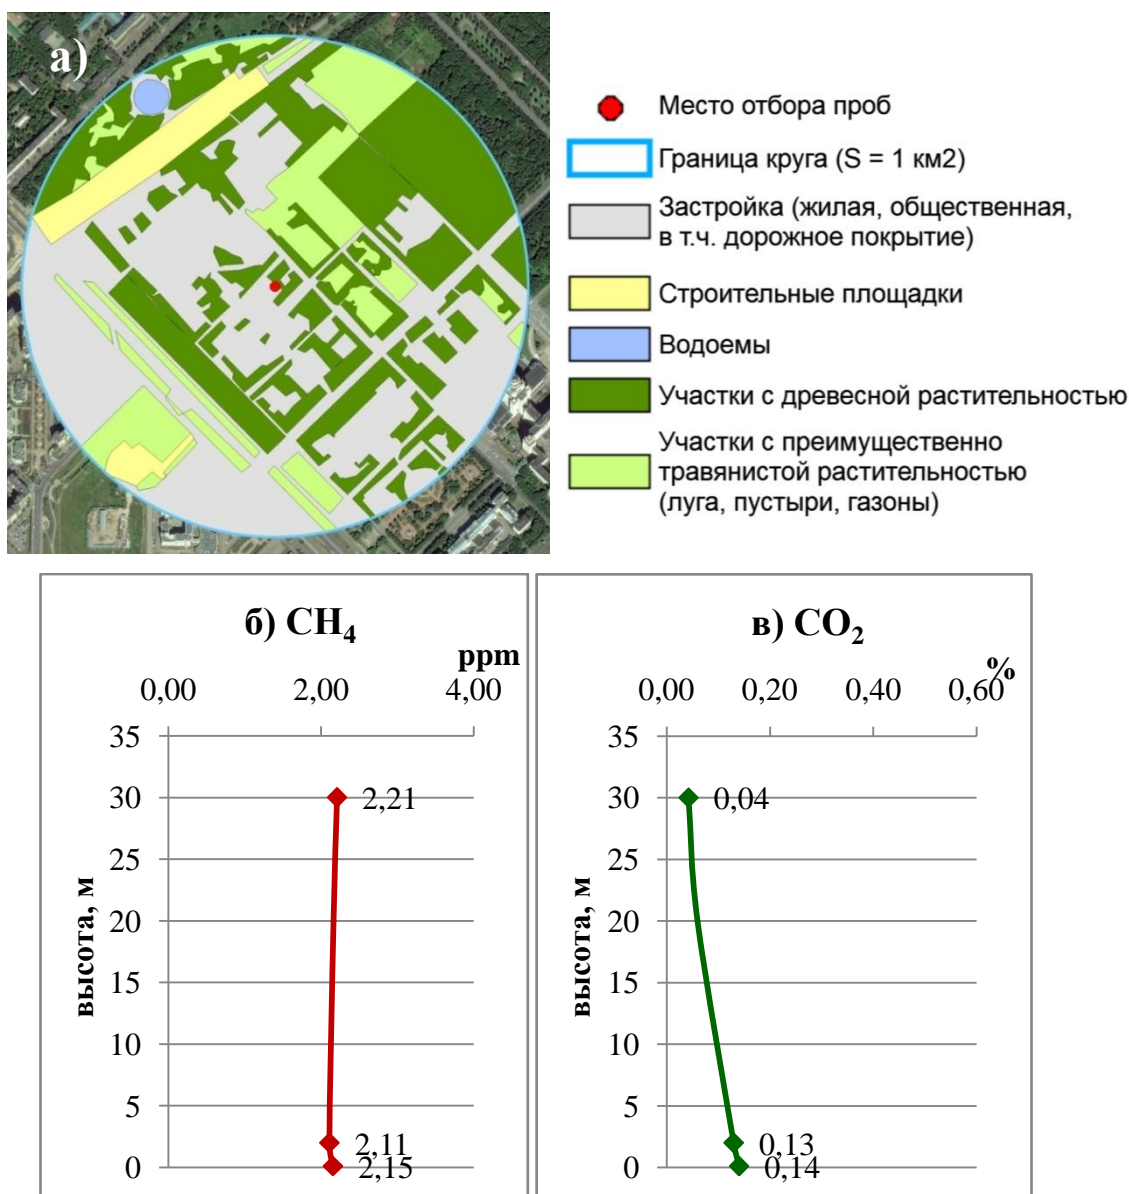 а)
Место отбора проб
Граница круга (S = 1 км2)
Застройка (жилая, общественная,
в т.ч. дорожное покрытие)
Строительные площадки
Водоемы
Участки с древесной растительностью
Участки с преимущественно
травянистой растительностью
(луга, пустыри, газоны)
б) CH₄
ppm
0,00 2,00 4,00
35
30
25
20
15
10
5
0
высота, м
2,21
2,11
2,15
в) CO₂
%
0,00 0,20 0,40 0,60
35
30
25
20
15
10
5
0
высота, м
0,04
0,13
0,14